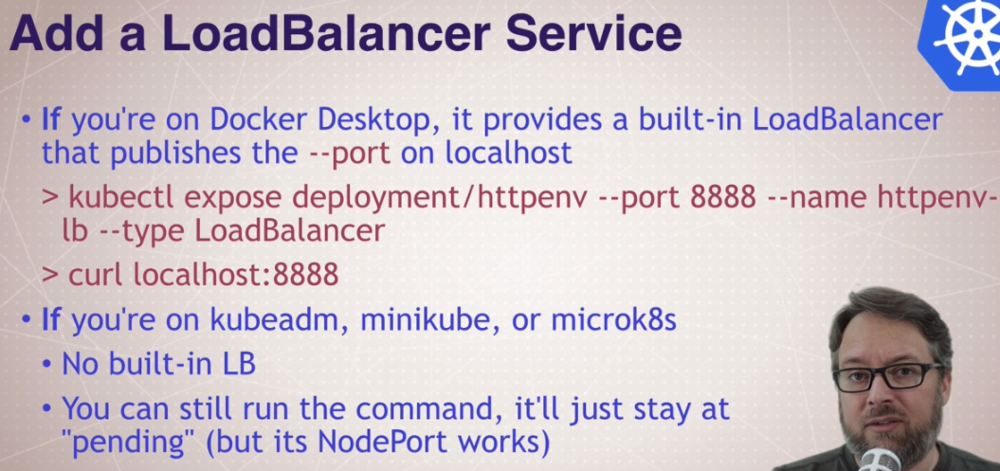 Add a LoadBalancer Service
• If you're on Docker Desktop, it provides a built-in LoadBalancer
that publishes the --port on localhost
> kubectl expose deployment/httpenv --port 8888 --name httpenv-
lb --type LoadBalancer
> curl localhost:8888
• If you're on kubeadm, minikube, or microk8s
• No built-in LB
• You can still run the command, it'll just stay at
"pending" (but its NodePort works)